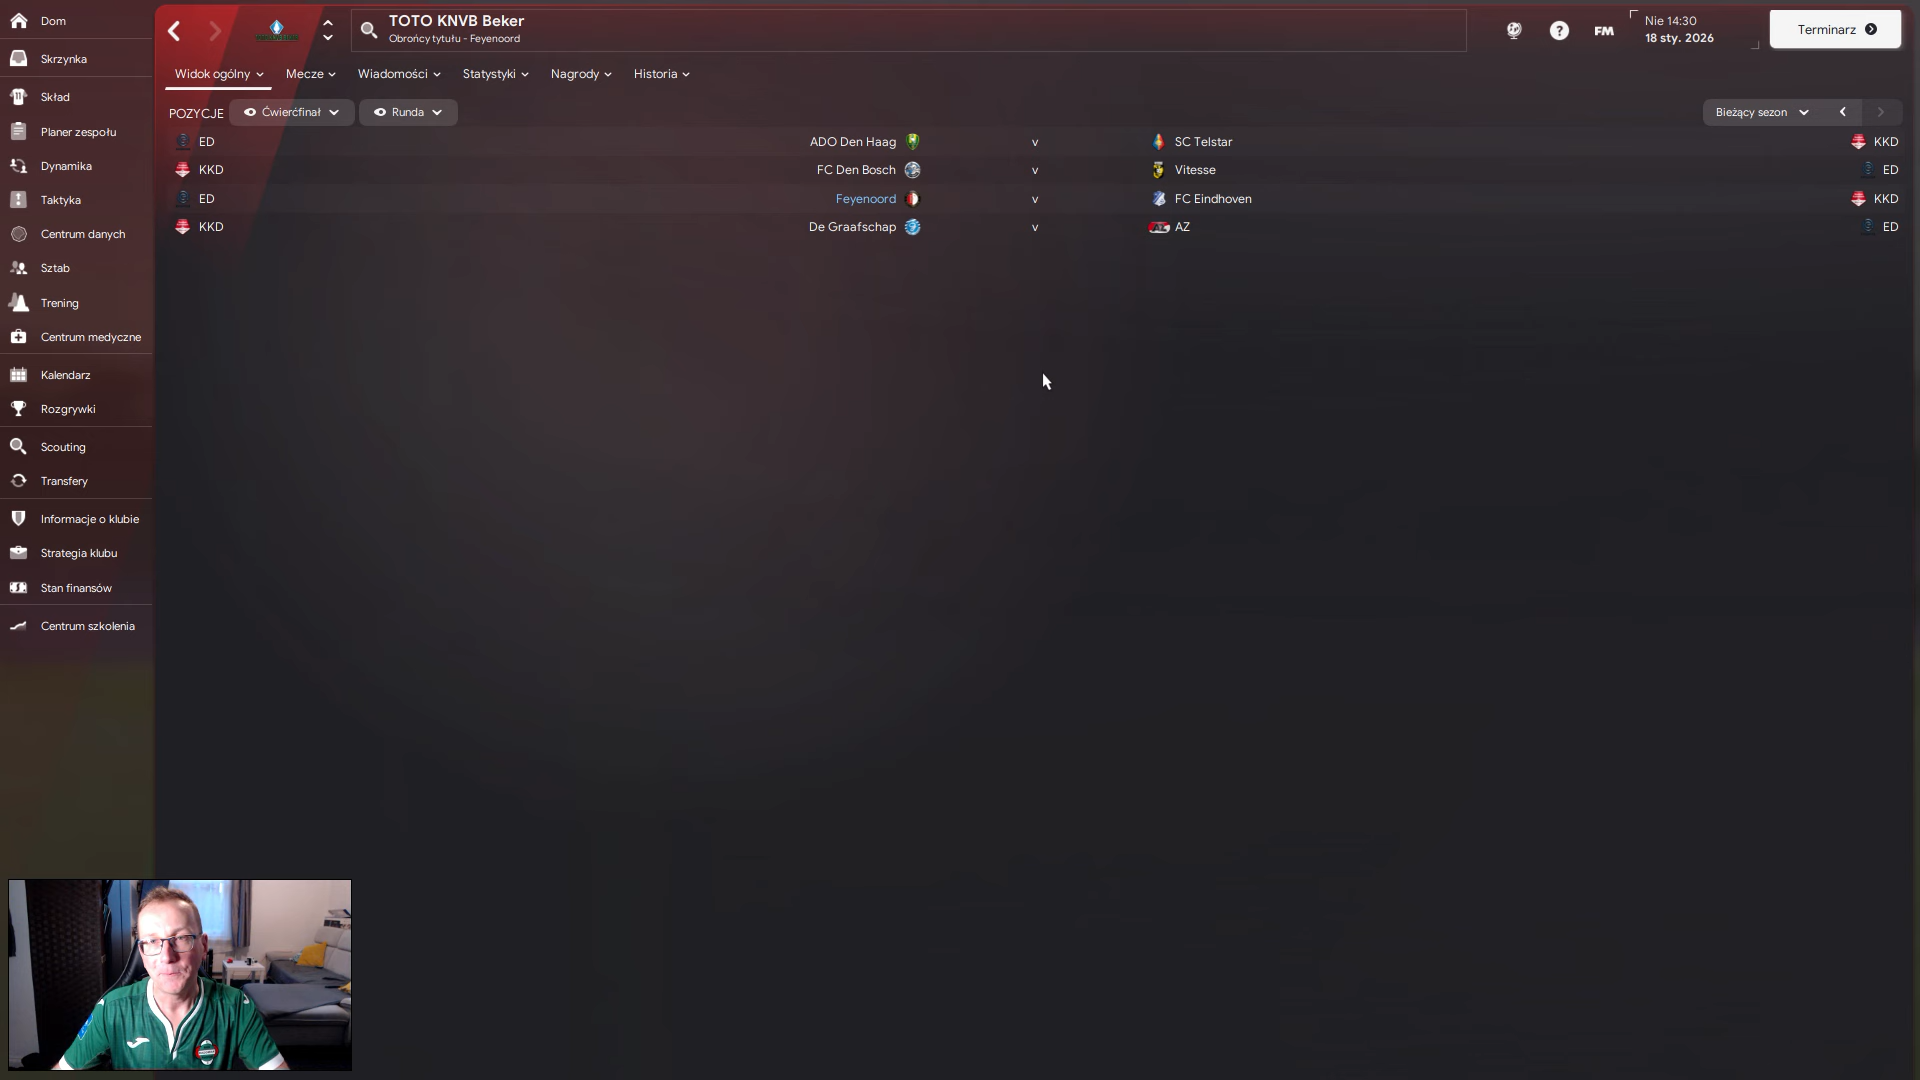 Dom
Skrzynka
Skład
Planer zespołu
Dynamika
Taktyka
Centrum danych
Sztab
Trening
Centrum medyczne
Kalendarz
Rozgrywki
Scouting
Transfery
Informacje o klubie
Strategia klubu
Stan finansów
Centrum szkolenia
TOTO KNVB Beker
Obrońcy tytułu - Feyenoord
FM
Nie 14:30
18 sty. 2026
Terminarz
Widok ogólny
Mecze
Wiadomości
Statystyki
Nagrody
Historia
POZYCJE
Ćwierćfinał
Runda
Bieżący sezon
ED ADO Den Haag v SC Telstar KKD
KKD FC Den Bosch v Vitesse ED
ED Feyenoord v FC Eindhoven KKD
KKD De Graafschap v AZ ED